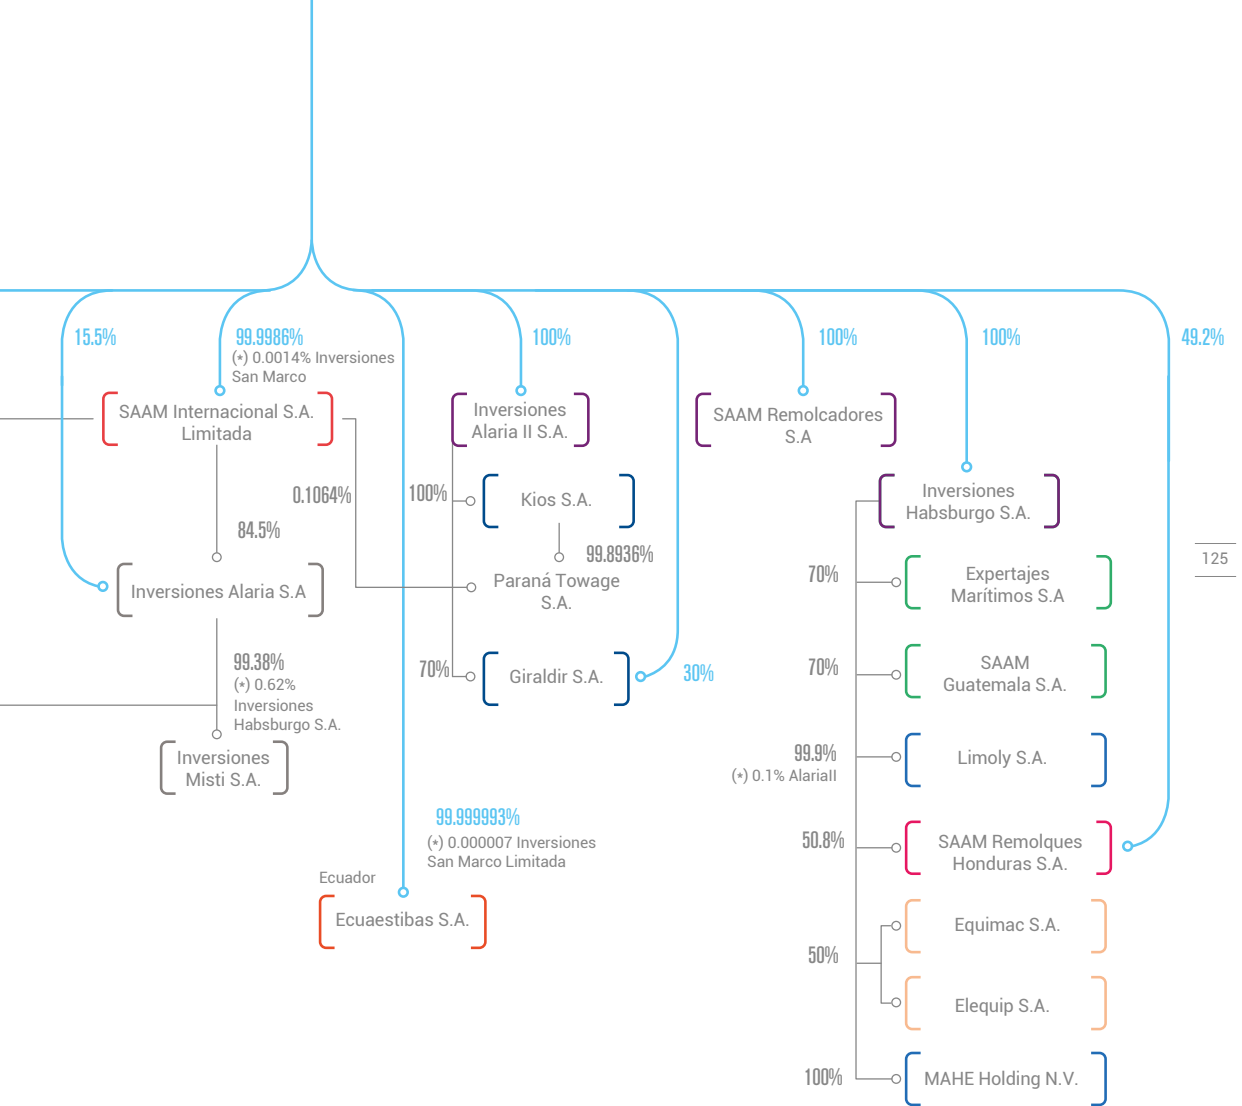 15.5%
99.9986%
(*) 0.0014% Inversiones
San Marco
100%
100%
100%
49.2%
SAAM Internacional S.A.
Limitada
Inversiones
Alaria II S.A.
SAAM Remolcadores
S.A
0.1064%
100%
Kios S.A.
Inversiones
Habsburgo S.A.
84.5%
99.8936%
125
Inversiones Alaria S.A
Paraná Towage
S.A.
70%
Expertajes
Marítimos S.A
99.38%
(*) 0.62%
Inversiones
Habsburgo S.A.
70%
Giraldir S.A.
30%
70%
SAAM
Guatemala S.A.
Inversiones
Misti S.A.
99.9%
(*) 0.1% AlariaII
Limoly S.A.
99.999993%
(*) 0.000007 Inversiones
San Marco Limitada
50.8%
SAAM Remolques
Honduras S.A.
Ecuador
Ecuaestibas S.A.
Equimac S.A.
50%
Elequip S.A.
100%
MAHE Holding N.V.